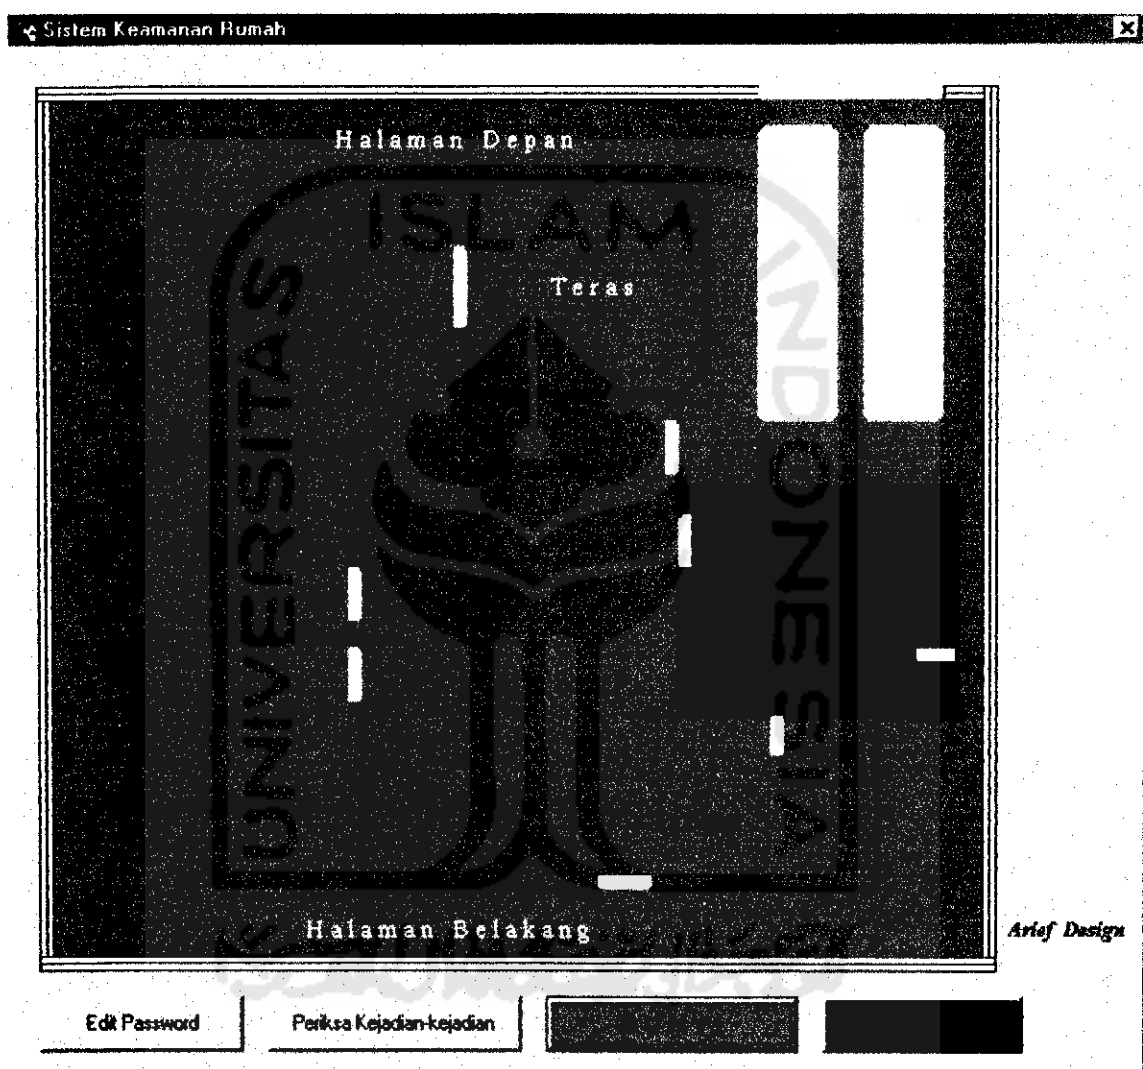 Sistem Keamanan Rumah
Halaman Depan
ISLAM
Teras
UNIVERSITAS
INDONESIA
Halaman Belakang
Arief Design
Edit Password
Periksa Kejadian-kejadian